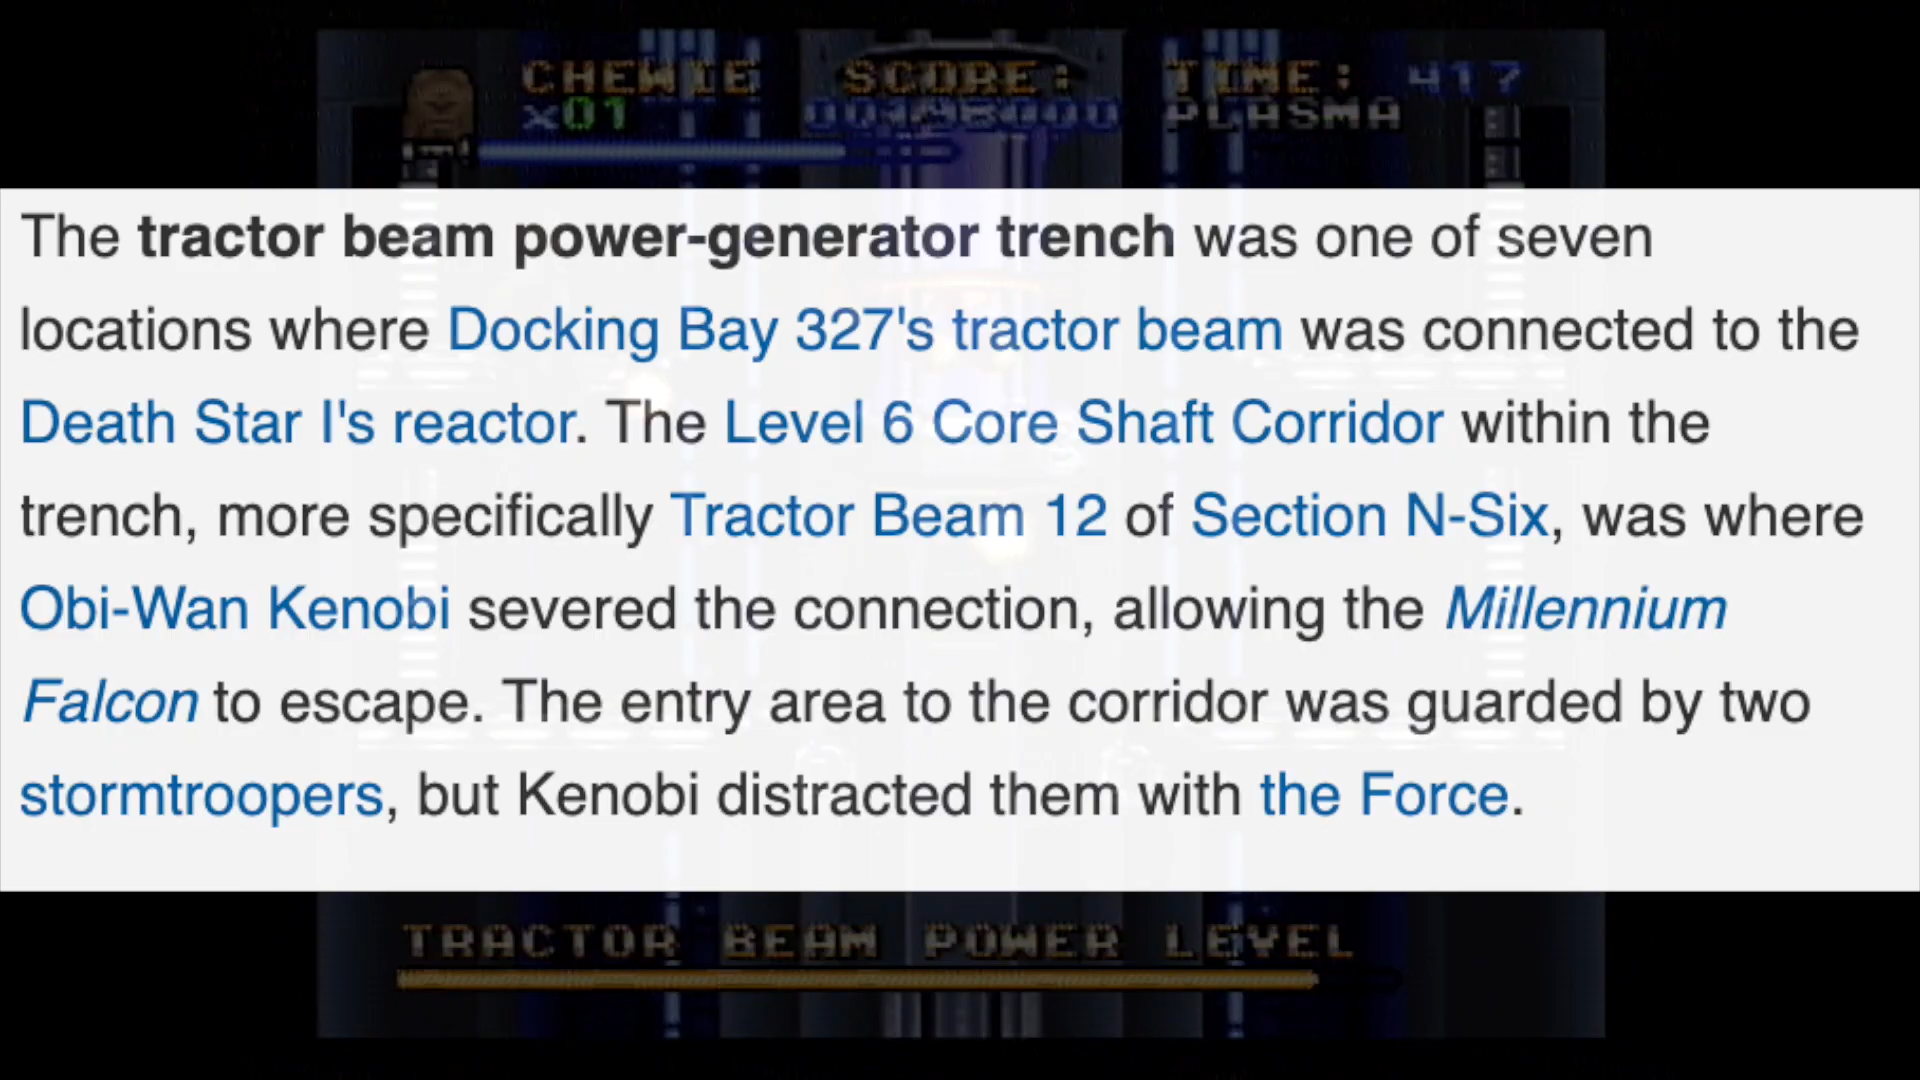 CHEWIE SCORE: TIME: 417
x01 00198000 PLASMA
The tractor beam power-generator trench was one of seven
locations where Docking Bay 327's tractor beam was connected to the
Death Star I's reactor. The Level 6 Core Shaft Corridor within the
trench, more specifically Tractor Beam 12 of Section N-Six, was where
Obi-Wan Kenobi severed the connection, allowing the Millennium
Falcon to escape. The entry area to the corridor was guarded by two
stormtroopers, but Kenobi distracted them with the Force.
TRACTOR BEAM POWER LEVEL